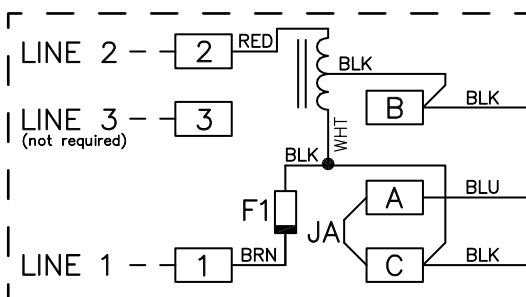 LINE 2 2 RED
BLK
B BLK
LINE 3 3
(not required)
WHT
BLK
F1
A BLU
JA
LINE 1 1 BRN
C BLK